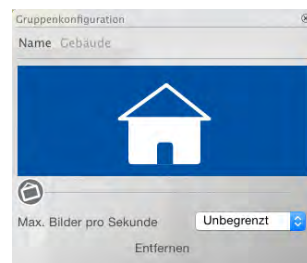 Gruppenkonfiguration
Name Gebäude
Max. Bilder pro Sekunde Unbegrenzt
Entfernen